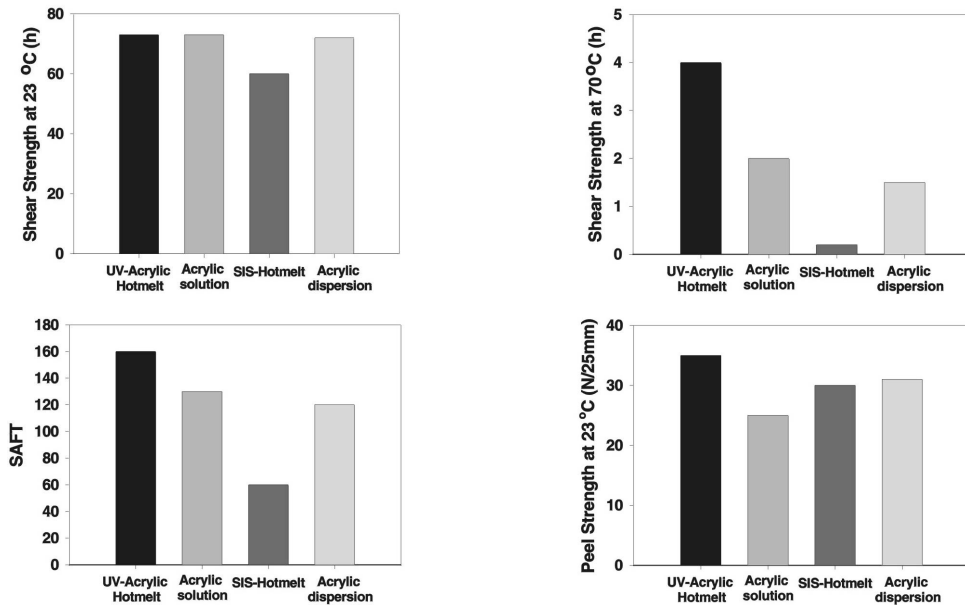 Shear Strength at 23 °C (h)
80
60
40
20
0
UV-Acrylic
Hotmelt
Acrylic
solution
SIS-Hotmelt
Acrylic
dispersion
Shear Strength at 70°C (h)
5
4
3
2
1
0
UV-Acrylic
Hotmelt
Acrylic
solution
SIS-Hotmelt
Acrylic
dispersion
SAFT
180
160
140
120
100
80
60
40
20
0
UV-Acrylic
Hotmelt
Acrylic
solution
SIS-Hotmelt
Acrylic
dispersion
Peel Strength at 23 °C (N/25mm)
40
30
20
10
0
UV-Acrylic
Hotmelt
Acrylic
solution
SIS-Hotmelt
Acrylic
dispersion